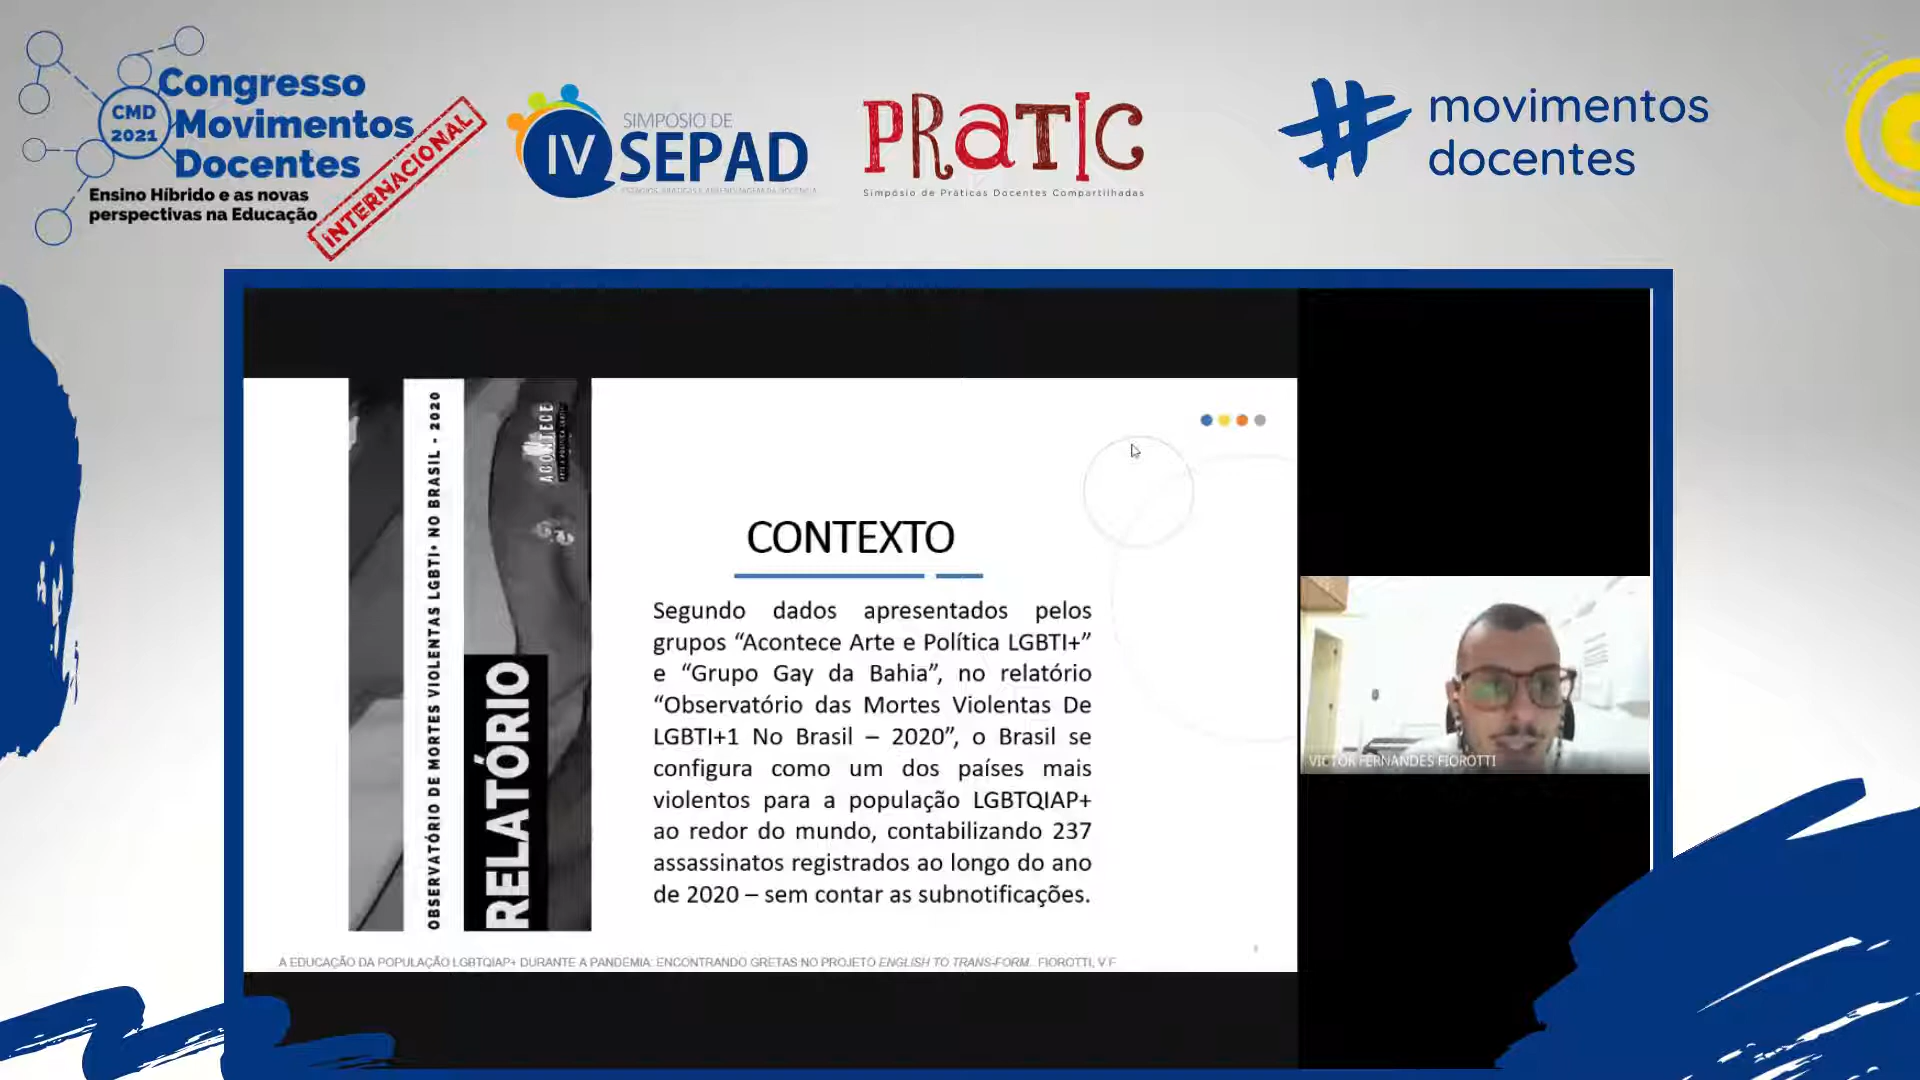 Congresso
Movimentos
Docentes
CMD
2021
Ensino Híbrido e as novas
perspectivas na Educação
INTERNACIONAL
SIMPÓSIO DE
IV SEPAD
PRATIC
Simpósio de Práticas Docentes Compartilhadas
movimentos
docentes
OBSERVATÓRIO DE MORTES VIOLENTAS LGBTI+ NO BRASIL - 2020
RELATÓRIO
ACONTECE
CONTEXTO
Segundo dados apresentados pelos
grupos “Acontece Arte e Política LGBTI+”
e “Grupo Gay da Bahia”, no relatório
“Observatório das Mortes Violentas De
LGBTI+1 No Brasil – 2020”, o Brasil se
configura como um dos países mais
violentos para a população LGBTQIAP+
ao redor do mundo, contabilizando 237
assassinatos registrados ao longo do ano
de 2020 – sem contar as subnotificações.
A EDUCAÇÃO DA POPULAÇÃO LGBTQIAP+ DURANTE A PANDEMIA: ENCONTRANDO GRETAS NO PROJETO ENGLISH TO TRANS-FORM. FIOROTTI, V F
VICTOR FERNANDES FIOROTTI